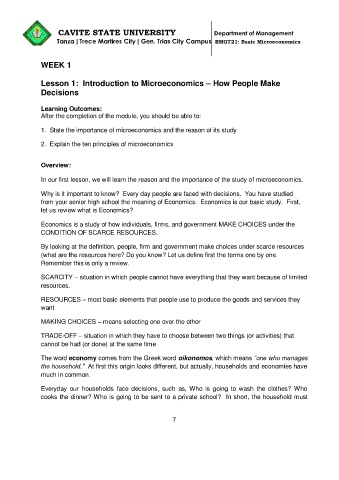 CAVITE STATE UNIVERSITY
Department of Management
Tanza | Trece Martires City | Gen. Trias City Campus BMGT21: Basic Microeconomics
WEEK 1
Lesson 1: Introduction to Microeconomics – How People Make
Decisions
Learning Outcomes:
After the completion of the module, you should be able to:
1. State the importance of microeconomics and the reason of its study
2. Explain the ten principles of microeconomics
Overview:
In our first lesson, we will learn the reason and the importance of the study of microeconomics.
Why is it important to know? Every day people are faced with decisions. You have studied
from your senior high school the meaning of Economics. Economics is our basic study. First,
let us review what is Economics?
Economics is a study of how individuals, firms, and government MAKE CHOICES under the
CONDITION OF SCARCE RESOURCES.
By looking at the definition, people, firm and government make choices under scarce resources
(what are the resources here? Do you know? Let us define first the terms one by one.
Remember this is only a review.
SCARCITY – situation in which people cannot have everything that they want because of limited
resources.
RESOURCES – most basic elements that people use to produce the goods and services they
want
MAKING CHOICES – means selecting one over the other
TRADE-OFF – situation in which they have to choose between two things (or activities) that
cannot be had (or done) at the same time
The word economy comes from the Greek word oikonomos, which means "one who manages
the household." At first this origin looks different, but actually, households and economies have
much in common.
Everyday our households face decisions, such as, Who is going to wash the clothes? Who
cooks the dinner? Who is going to be sent to a private school? In short, the household must
7